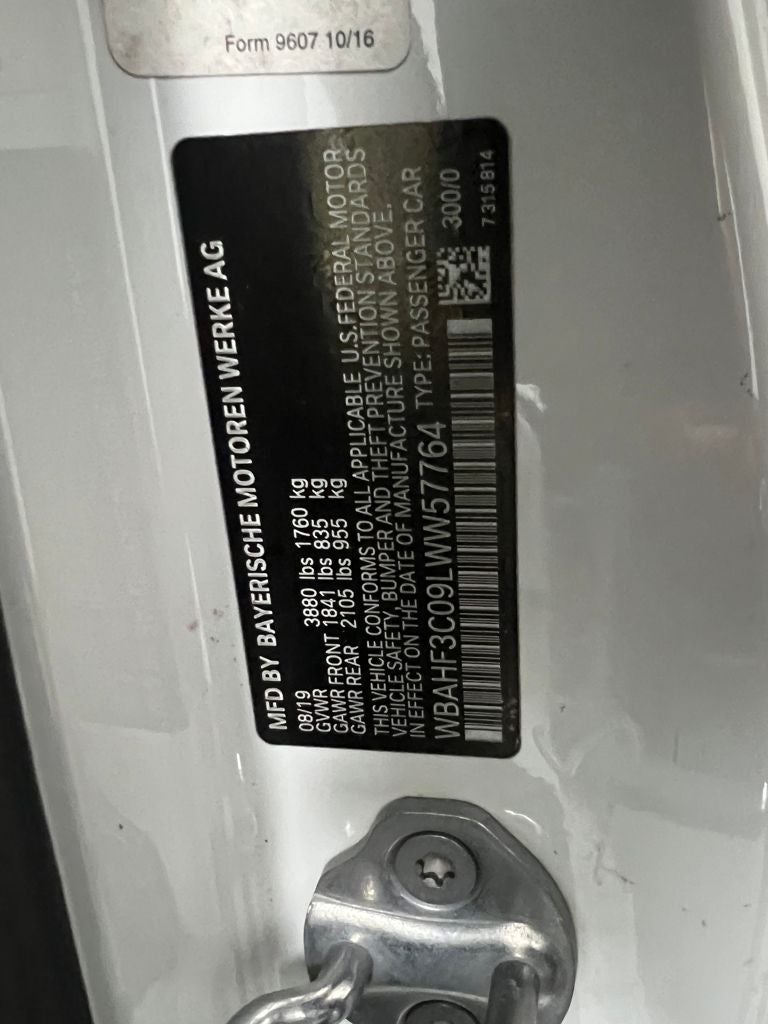 Form 9607 10/16
MFD BY BAYERISCHE MOTOREN WERKE AG
08/19
GVWR 3880 lbs 1760 kg
GAWR FRONT 1841 lbs 835 kg
GAWR REAR 2105 lbs 955 kg
THIS VEHICLE CONFORMS TO ALL APPLICABLE U.S.FEDERAL MOTOR
VEHICLE SAFETY, BUMPER AND THEFT PREVENTION STANDARDS
IN EFFECT ON THE DATE OF MANUFACTURE SHOWN ABOVE.
WBAHF3C09LWW57764 TYPE: PASSENGER CAR
300/0
7 315 814